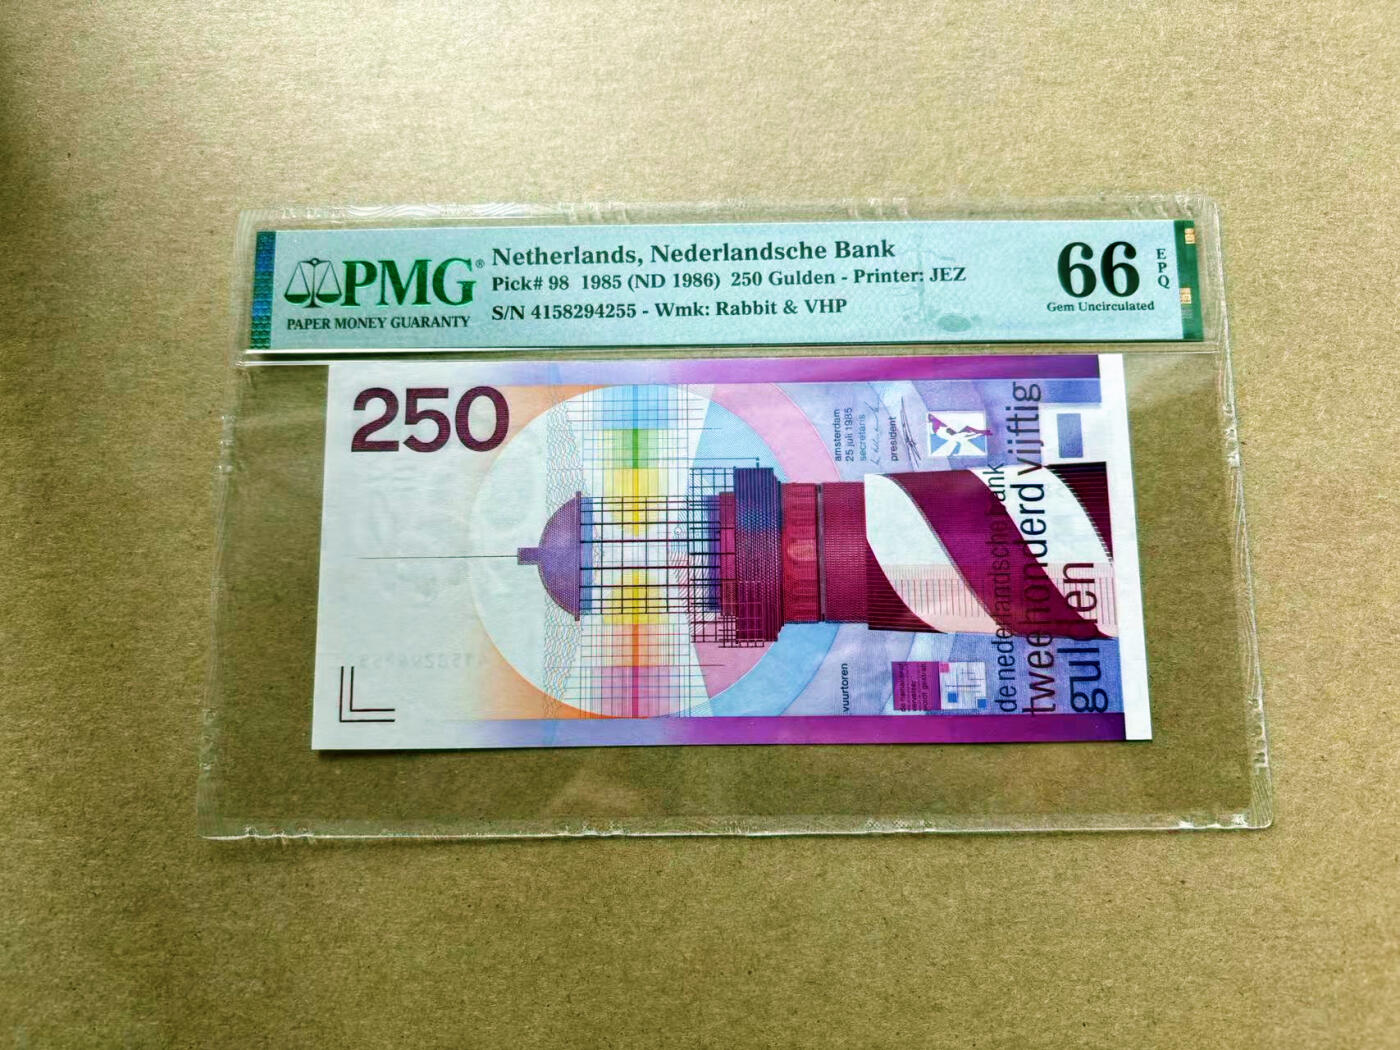 PMG®
PAPER MONEY GUARANTY
Netherlands, Nederlandsche Bank
Pick# 98 1985 (ND 1986) 250 Gulden - Printer: JEZ
S/N 4158294255 - Wmk: Rabbit & VHP
66
EPQ
Gem Uncirculated
250
amsterdam
25 juli 1985
secretaris
president
vuurtoren
de nederlandsche bank
tweehonderd vijftig
gulden